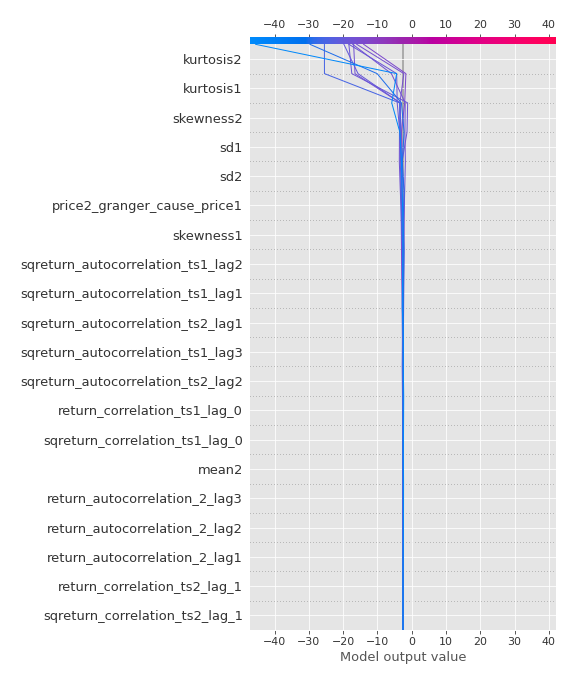 −40 −30 −20 −10 0 10 20 30 40
kurtosis2
kurtosis1
skewness2
sd1
sd2
price2_granger_cause_price1
skewness1
sqreturn_autocorrelation_ts1_lag2
sqreturn_autocorrelation_ts1_lag1
sqreturn_autocorrelation_ts2_lag1
sqreturn_autocorrelation_ts1_lag3
sqreturn_autocorrelation_ts2_lag2
return_correlation_ts1_lag_0
sqreturn_correlation_ts1_lag_0
mean2
return_autocorrelation_2_lag3
return_autocorrelation_2_lag2
return_autocorrelation_2_lag1
return_correlation_ts2_lag_1
sqreturn_correlation_ts2_lag_1
−40 −30 −20 −10 0 10 20 30 40
Model output value